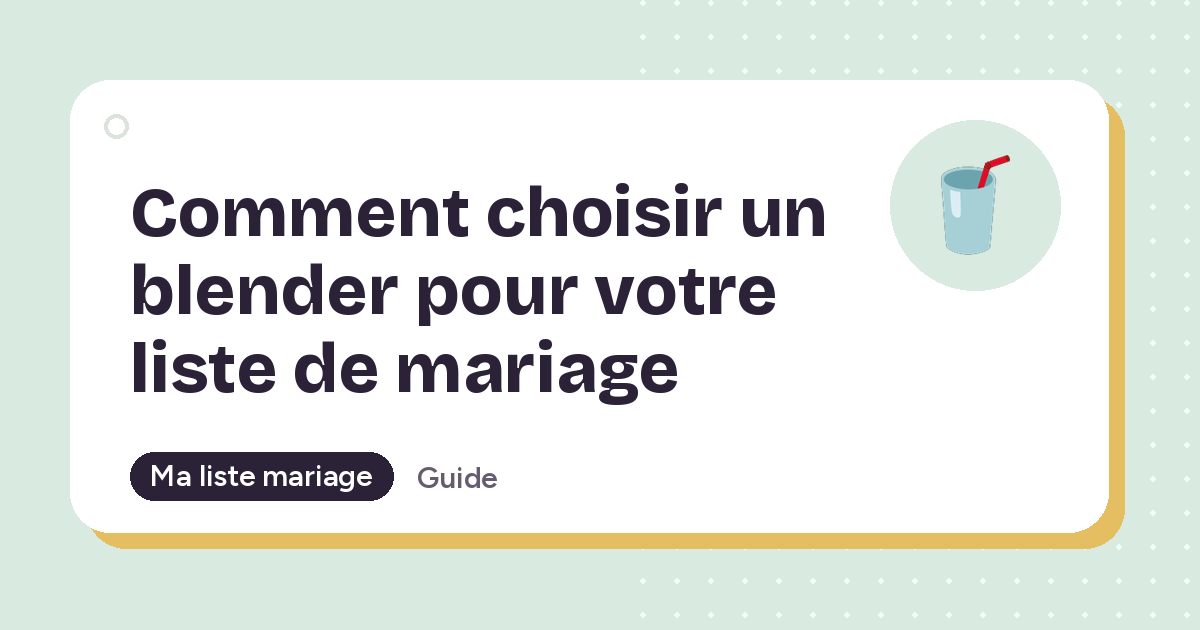 Comment choisir un
blender pour votre
liste de mariage
Ma liste mariage
Guide